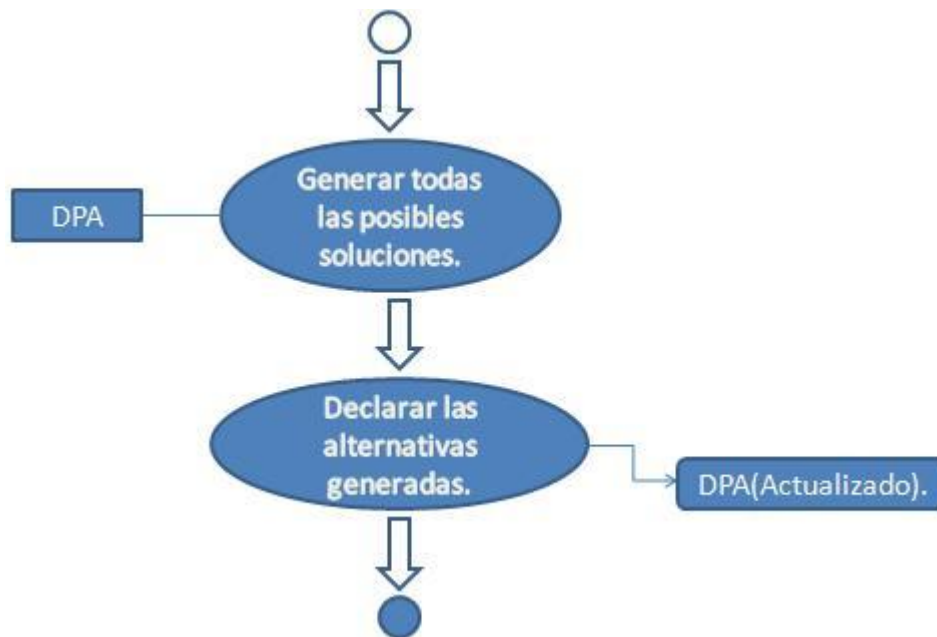 Generar todas
las posibles
soluciones.
DPA
Declarar las
alternativas
generadas.
DPA(Actualizado).